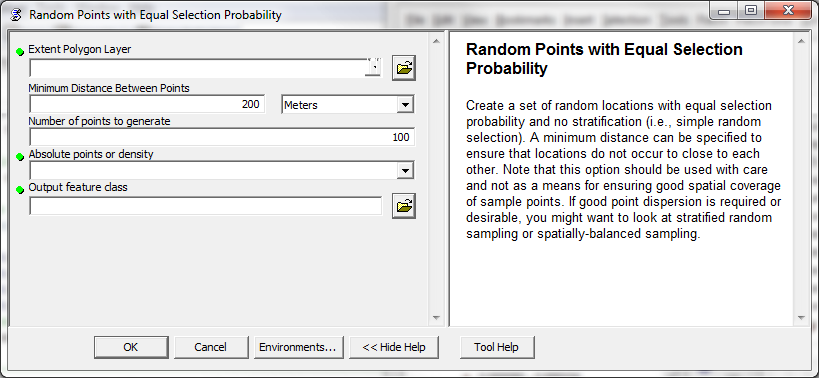 Random Points with Equal Selection Probability
Extent Polygon Layer
Minimum Distance Between Points
200 Meters
Number of points to generate
100
Absolute points or density
Output feature class
Random Points with Equal Selection
Probability
Create a set of random locations with equal selection
probability and no stratification (i.e., simple random
selection). A minimum distance can be specified to
ensure that locations do not occur to close to each
other. Note that this option should be used with care
and not as a means for ensuring good spatial coverage
of sample points. If good point dispersion is required or
desirable, you might want to look at stratified random
sampling or spatially-balanced sampling.
OK Cancel Environments... << Hide Help Tool Help